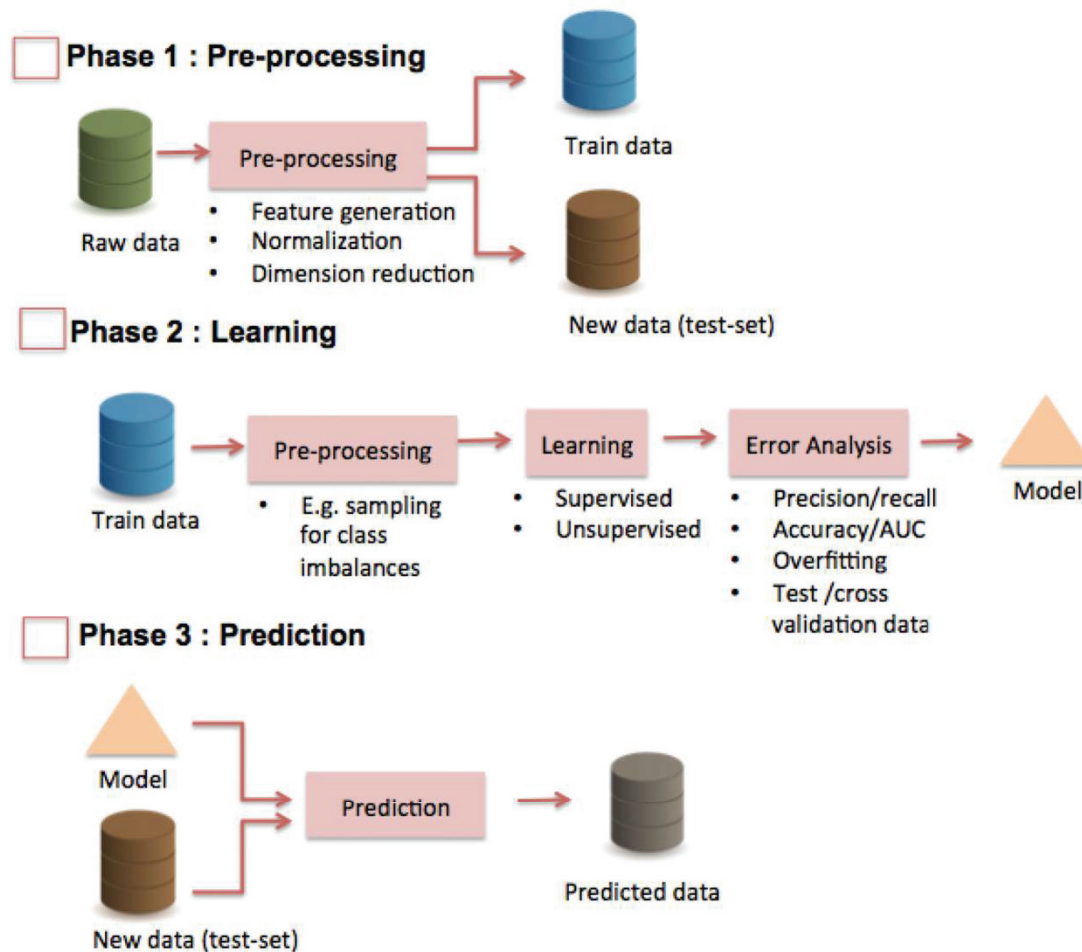 Phase 1 : Pre-processing
Raw data
Pre-processing
• Feature generation
• Normalization
• Dimension reduction
Train data
New data (test-set)
Phase 2 : Learning
Train data
Pre-processing
• E.g. sampling
for class
imbalances
Learning
• Supervised
• Unsupervised
Error Analysis
• Precision/recall
• Accuracy/AUC
• Overfitting
• Test /cross
validation data
Model
Phase 3 : Prediction
Model
New data (test-set)
Prediction
Predicted data